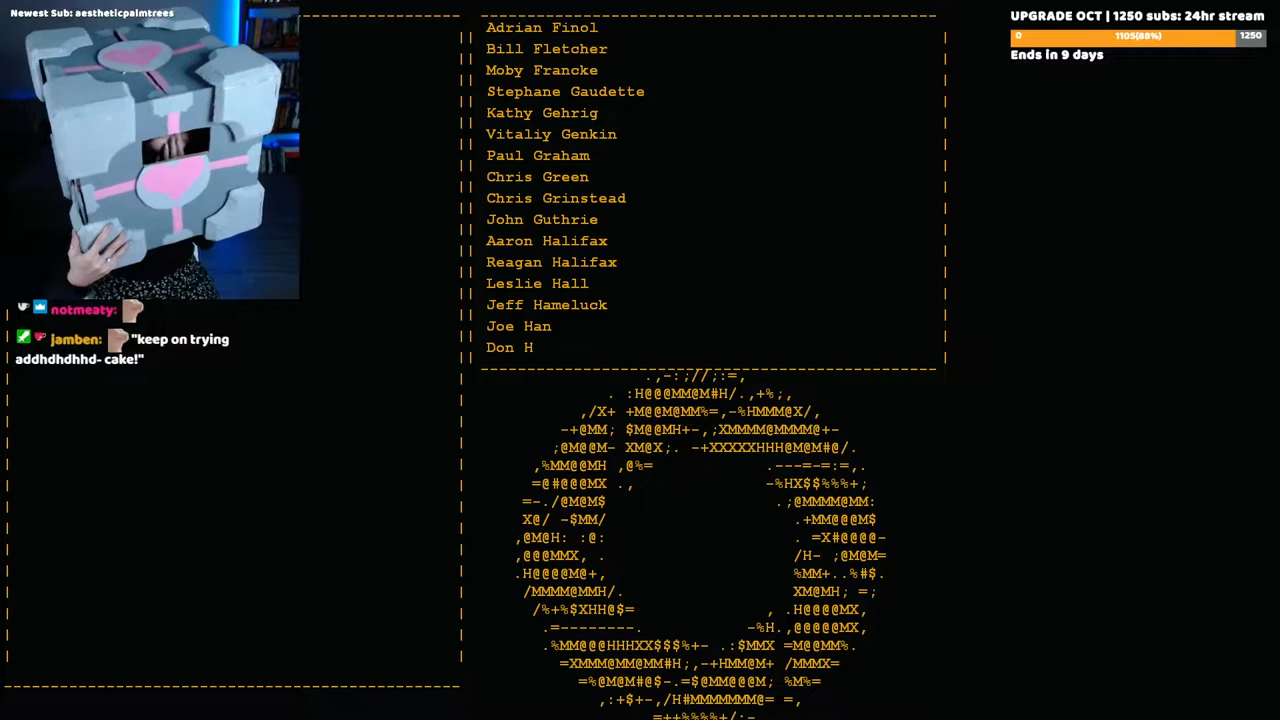 Newest Sub: aestheticpalmtrees
notmeaty:
jamben: "keep on trying
addhdhdhhd- cake!"
Adrian Finol
Bill Fletcher
Moby Francke
Stephane Gaudette
Kathy Gehrig
Vitaliy Genkin
Paul Graham
Chris Green
Chris Grinstead
John Guthrie
Aaron Halifax
Reagan Halifax
Leslie Hall
Jeff Hameluck
Joe Han
Don H
UPGRADE OCT | 1250 subs: 24hr stream
0 1105(88%) 1250
Ends in 9 days